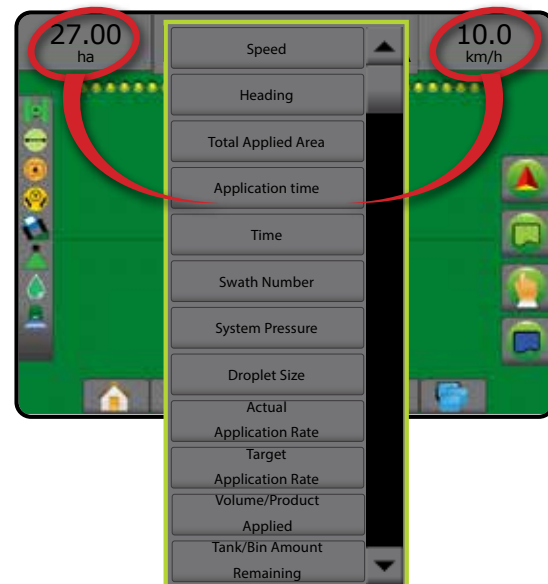 27.00
ha
10.0
km/h
Speed
Heading
Total Applied Area
Application time
Time
Swath Number
System Pressure
Droplet Size
Actual
Application Rate
Target
Application Rate
Volume/Product
Applied
Tank/Bin Amount
Remaining